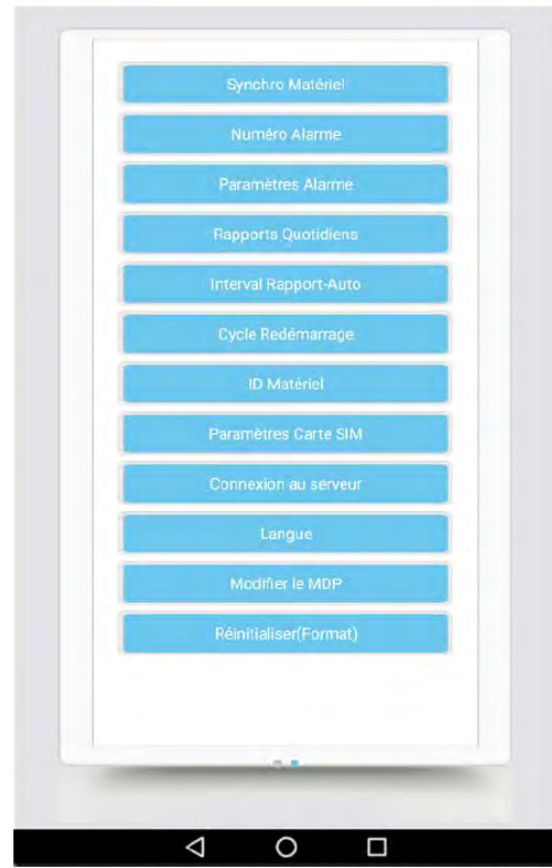 Synchro Matériel
Numéro Alarme
Paramètres Alarme
Rapports Quotidiens
Interval Rapport-Auto
Cycle Redémarrage
ID Matériel
Paramètres Carte SIM
Connexion au serveur
Langue
Modifier le MDP
Réinitialiser(Format)